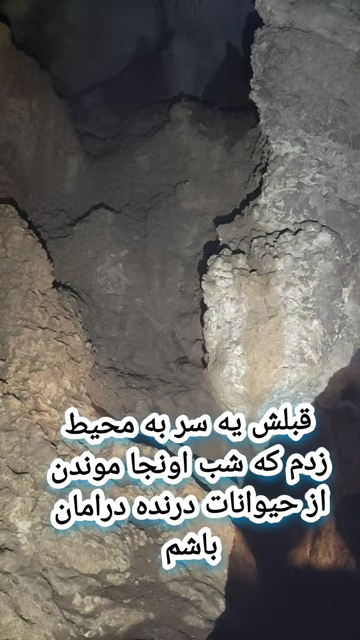 قبلش یه سر به محیط
زدم که شب اونجا موندن
از حیوانات درنده درامان
باشم